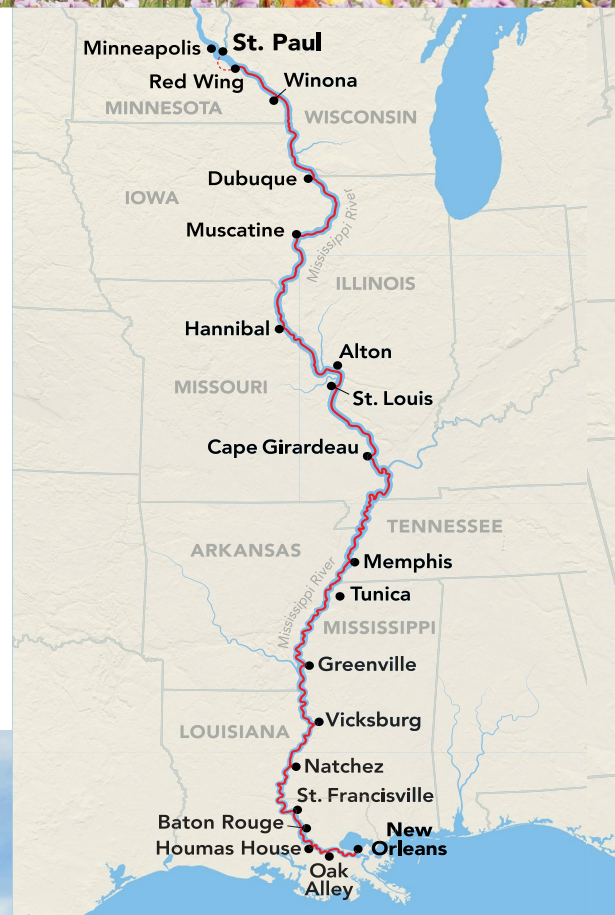 Minneapolis
St. Paul
Red Wing
Winona
MINNESOTA
WISCONSIN
Dubuque
IOWA
Mississippi River
Muscatine
ILLINOIS
Hannibal
Alton
MISSOURI
St. Louis
Cape Girardeau
TENNESSEE
ARKANSAS
Memphis
Mississippi River
Tunica
MISSISSIPPI
Greenville
Vicksburg
LOUISIANA
Natchez
St. Francisville
Baton Rouge
New
Orleans
Houmas House
Oak
Alley